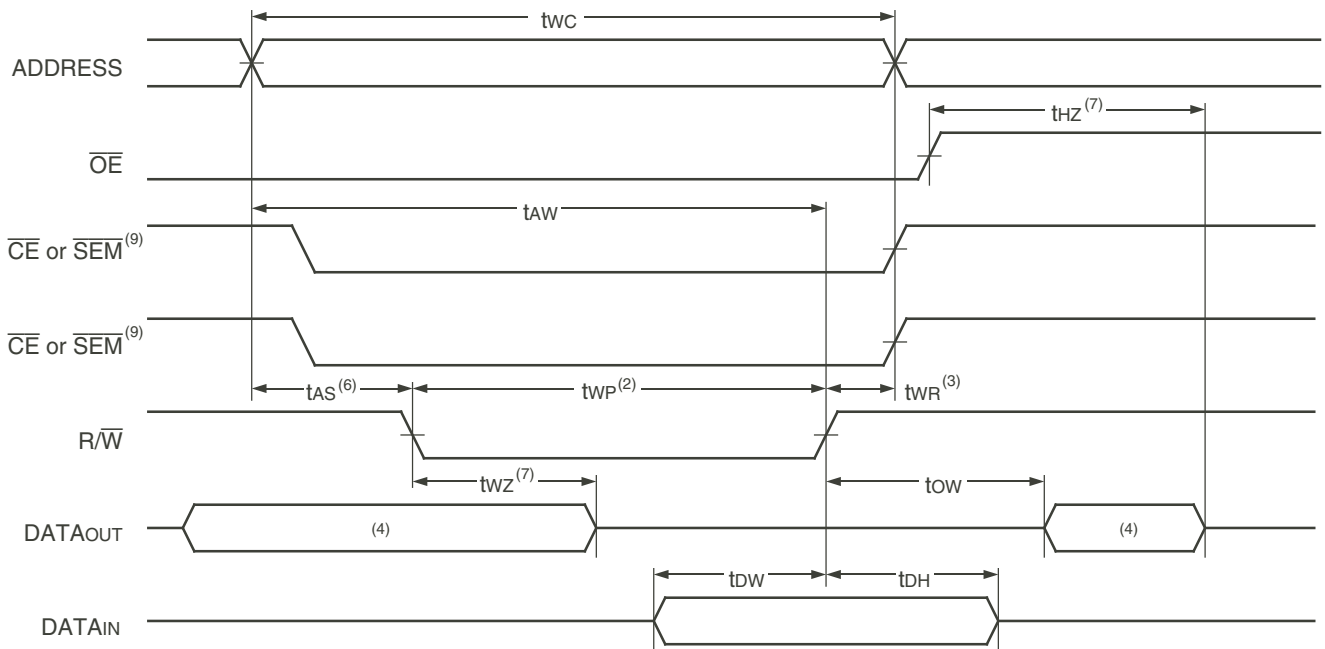 tWC
ADDRESS
tHZ(7)
OE
tAW
CE or SEM(9)
CE or SEM(9)
tAS(6) tWP(2) tWR(3)
R/W
tWZ(7) tOW
DATAOUT (4) (4)
tDW tDH
DATAIN